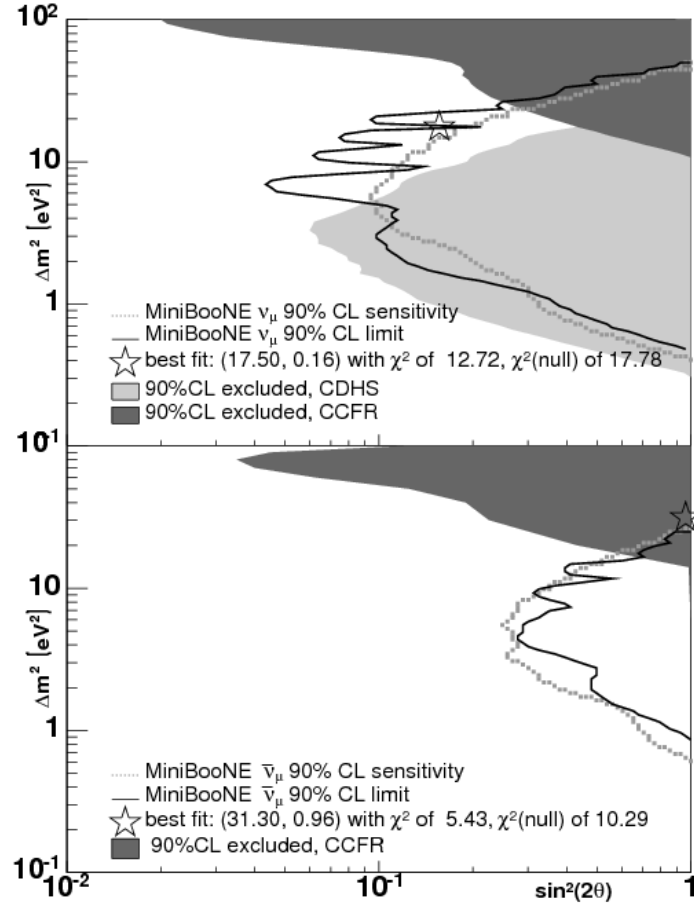 10²
10
Δm² [eV²]
1
MiniBooNE νμ 90% CL sensitivity
MiniBooNE νμ 90% CL limit
best fit: (17.50, 0.16) with χ² of 12.72, χ²(null) of 17.78
90%CL excluded, CDHS
90%CL excluded, CCFR
10⁻¹
10
Δm² [eV²]
1
MiniBooNE ν̄μ 90% CL sensitivity
MiniBooNE ν̄μ 90% CL limit
best fit: (31.30, 0.96) with χ² of 5.43, χ²(null) of 10.29
90%CL excluded, CCFR
10⁻¹
10⁻² 10⁻¹ sin²(2θ) 1